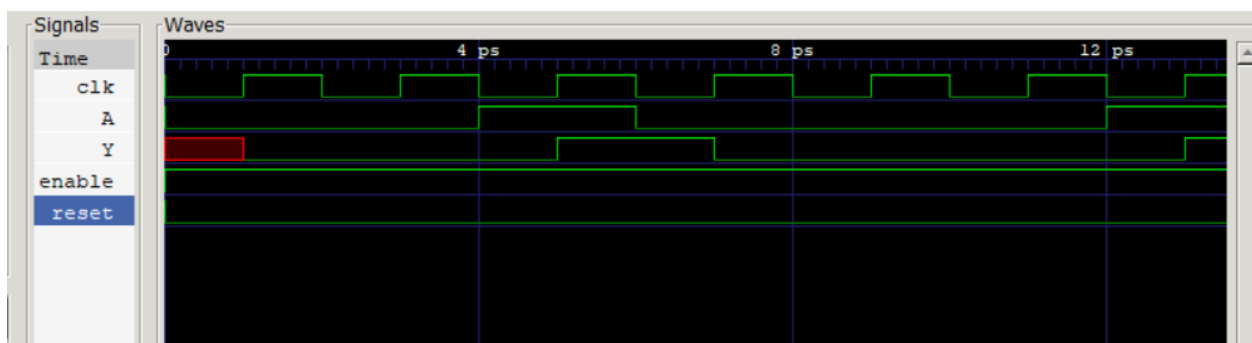 Signals
Waves
Time
0
4 ps
8 ps
12 ps
clk
A
Y
enable
reset